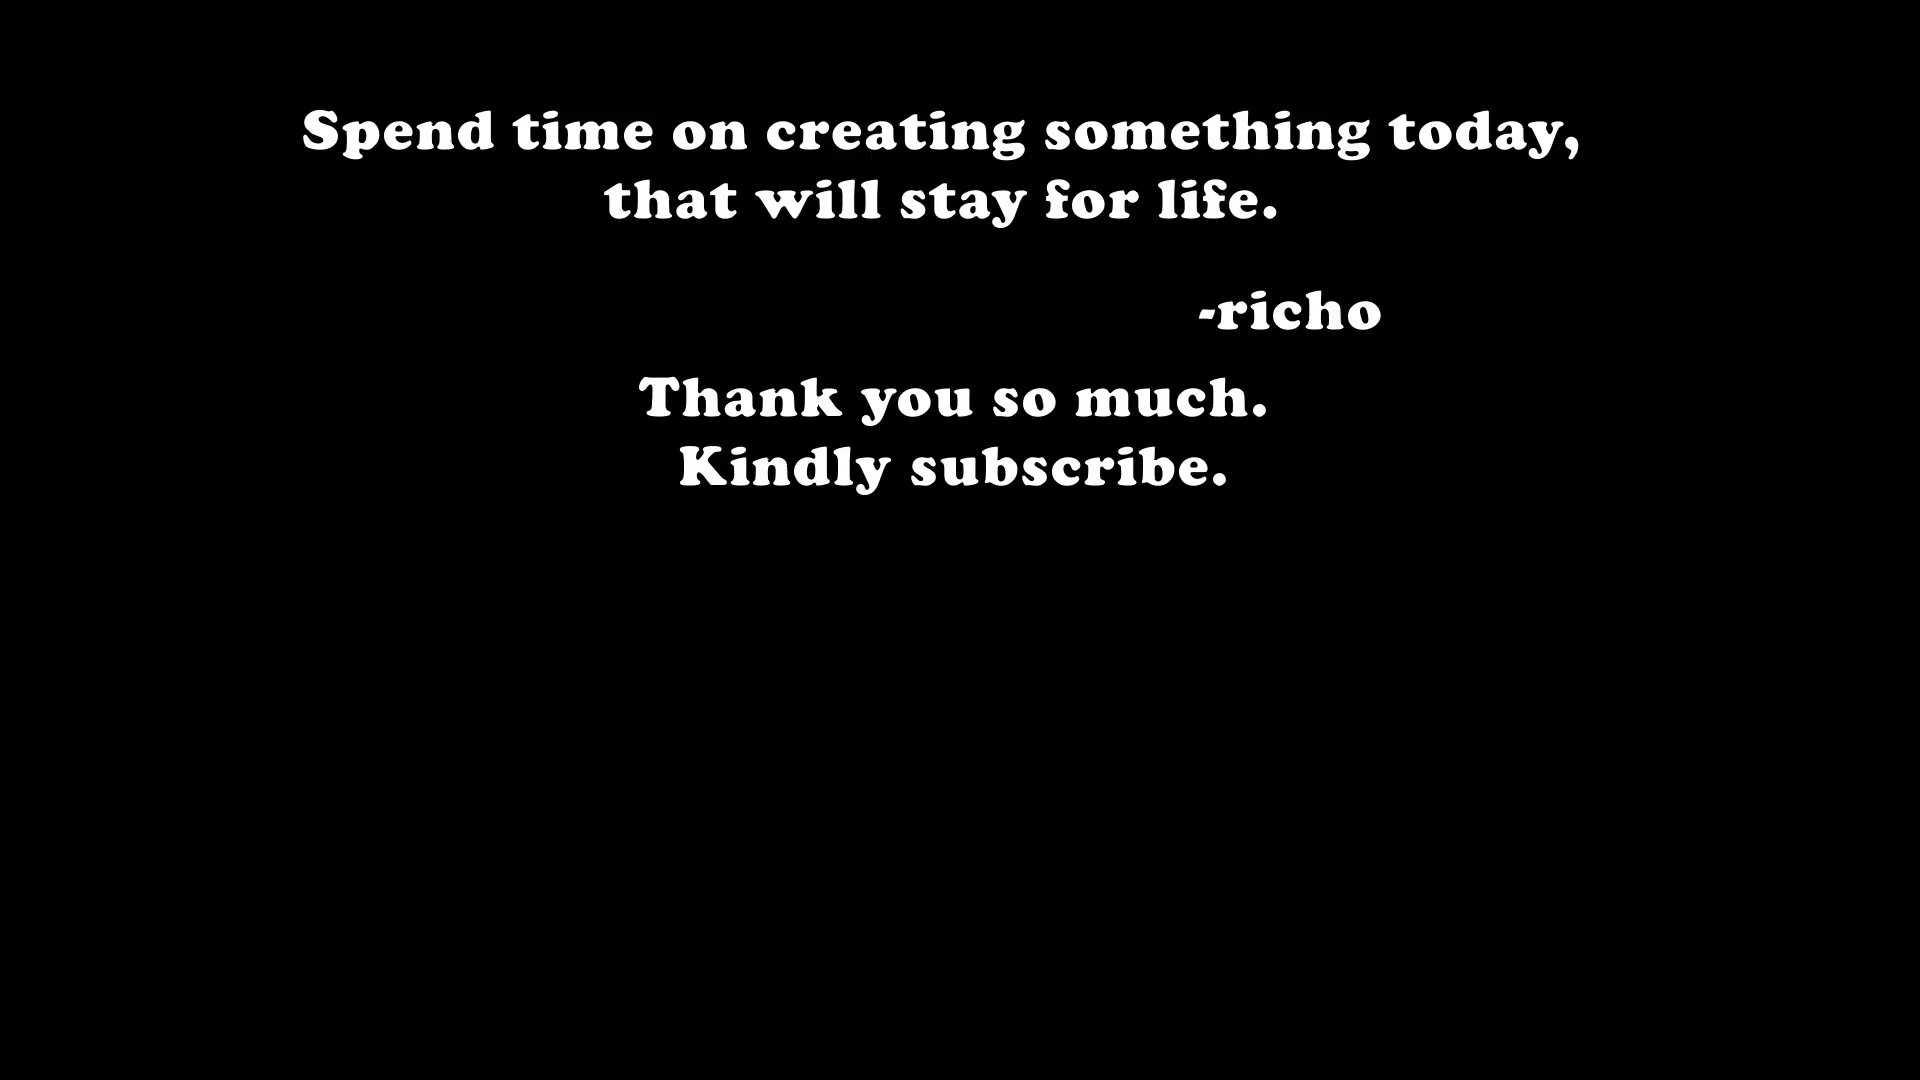 Spend time on creating something today,
that will stay for life.
-richo
Thank you so much.
Kindly subscribe.